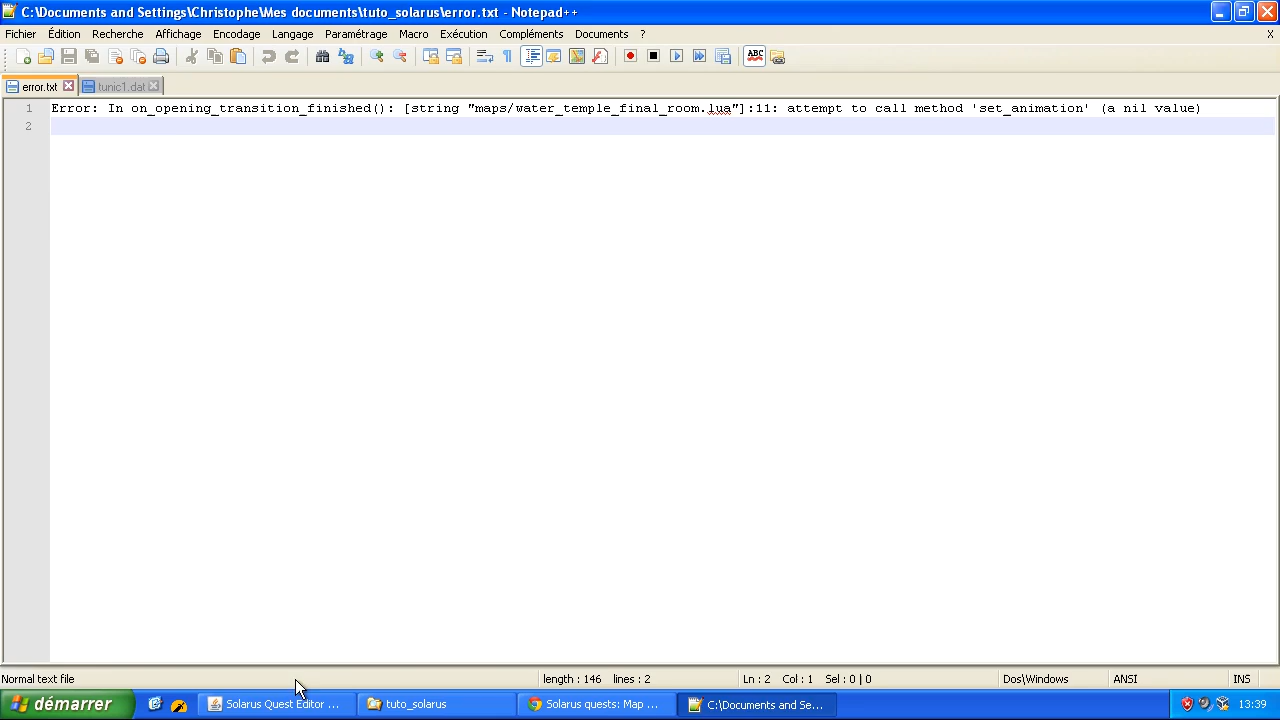 C:\Documents and Settings\Christophe\Mes documents\tuto_solarus\error.txt - Notepad++
Fichier Édition Recherche Affichage Encodage Langage Paramétrage Macro Exécution Compléments Documents ? X
ABC
error.txt tunic1.dat
1 Error: In on_opening_transition_finished(): [string "maps/water_temple_final_room.lua"]:11: attempt to call method 'set_animation' (a nil value)
2
Normal text file length : 146 lines : 2 Ln : 2 Col : 1 Sel : 0 | 0 Dos\Windows ANSI INS
démarrer Solarus Quest Editor ... tuto_solarus Solarus quests: Map ... C:\Documents and Se... 13:39